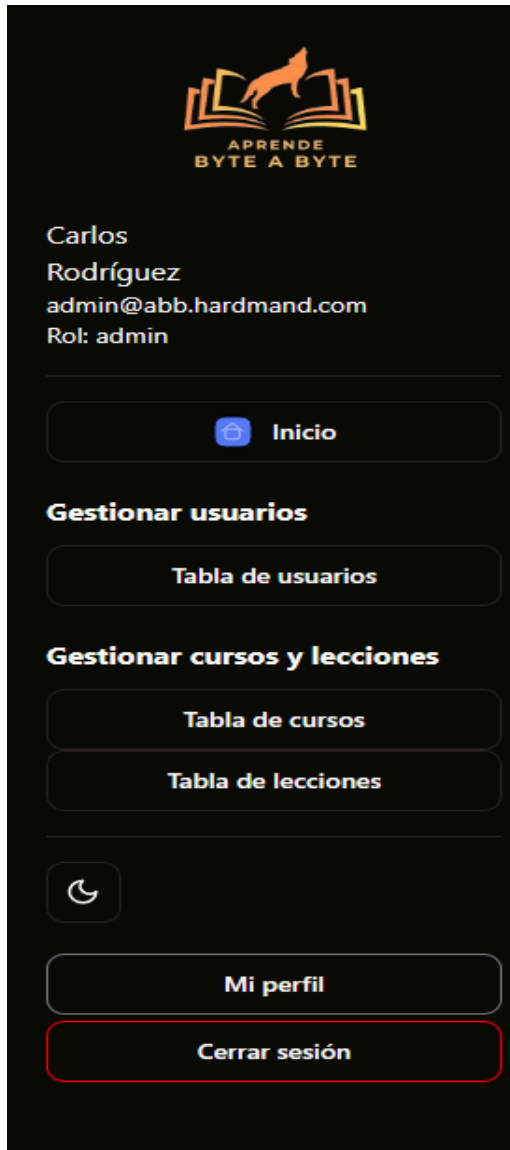 APRENDE
BYTE A BYTE
Carlos
Rodríguez
admin@abb.hardmand.com
Rol: admin
Inicio
Gestionar usuarios
Tabla de usuarios
Gestionar cursos y lecciones
Tabla de cursos
Tabla de lecciones
Mi perfil
Cerrar sesión